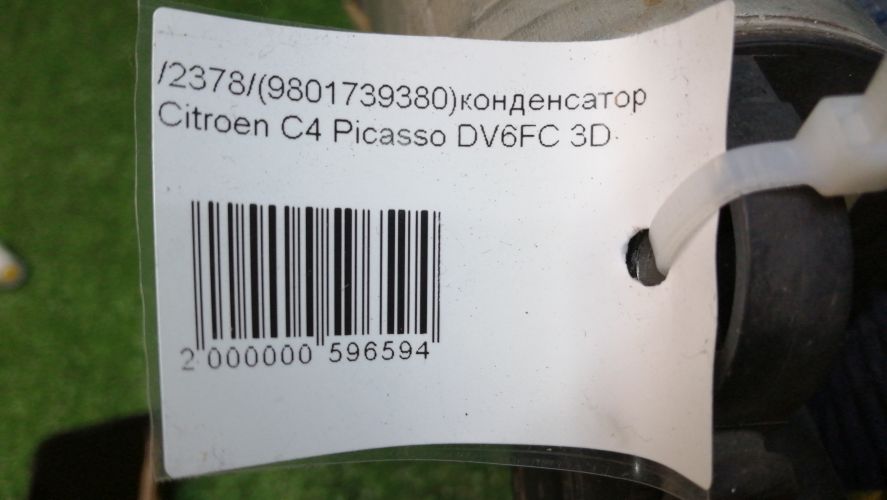 /2378/(9801739380)конденсатор
Citroen C4 Picasso DV6FC 3D
2 000000 596594